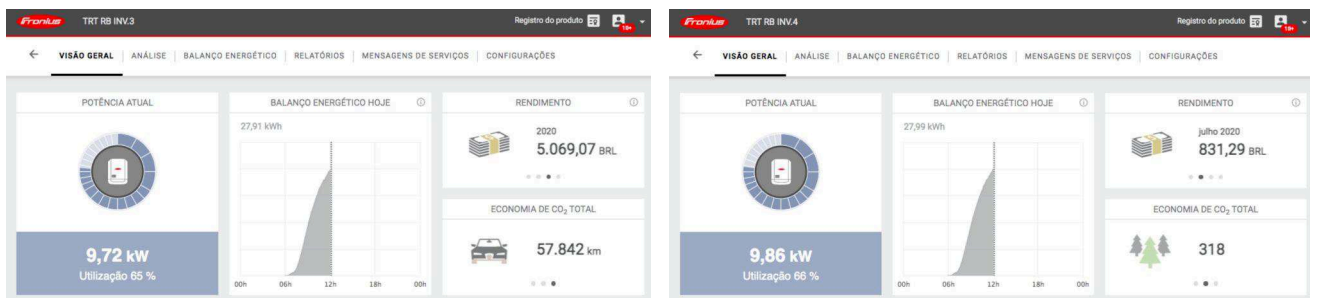 Fronius TRT RB INV.3 Registro do produto 18+
VISÃO GERAL ANÁLISE BALANÇO ENERGÉTICO RELATÓRIOS MENSAGENS DE SERVIÇOS CONFIGURAÇÕES
POTÊNCIA ATUAL
9,72 kW
Utilização 65 %
BALANÇO ENERGÉTICO HOJE
27,91 kWh
00h 06h 12h 18h 00h
RENDIMENTO
2020
5.069,07 BRL
ECONOMIA DE CO₂ TOTAL
57.842 km
Fronius TRT RB INV.4 Registro do produto 18+
VISÃO GERAL ANÁLISE BALANÇO ENERGÉTICO RELATÓRIOS MENSAGENS DE SERVIÇOS CONFIGURAÇÕES
POTÊNCIA ATUAL
9,86 kW
Utilização 66 %
BALANÇO ENERGÉTICO HOJE
27,99 kWh
00h 06h 12h 18h 00h
RENDIMENTO
julho 2020
831,29 BRL
ECONOMIA DE CO₂ TOTAL
318